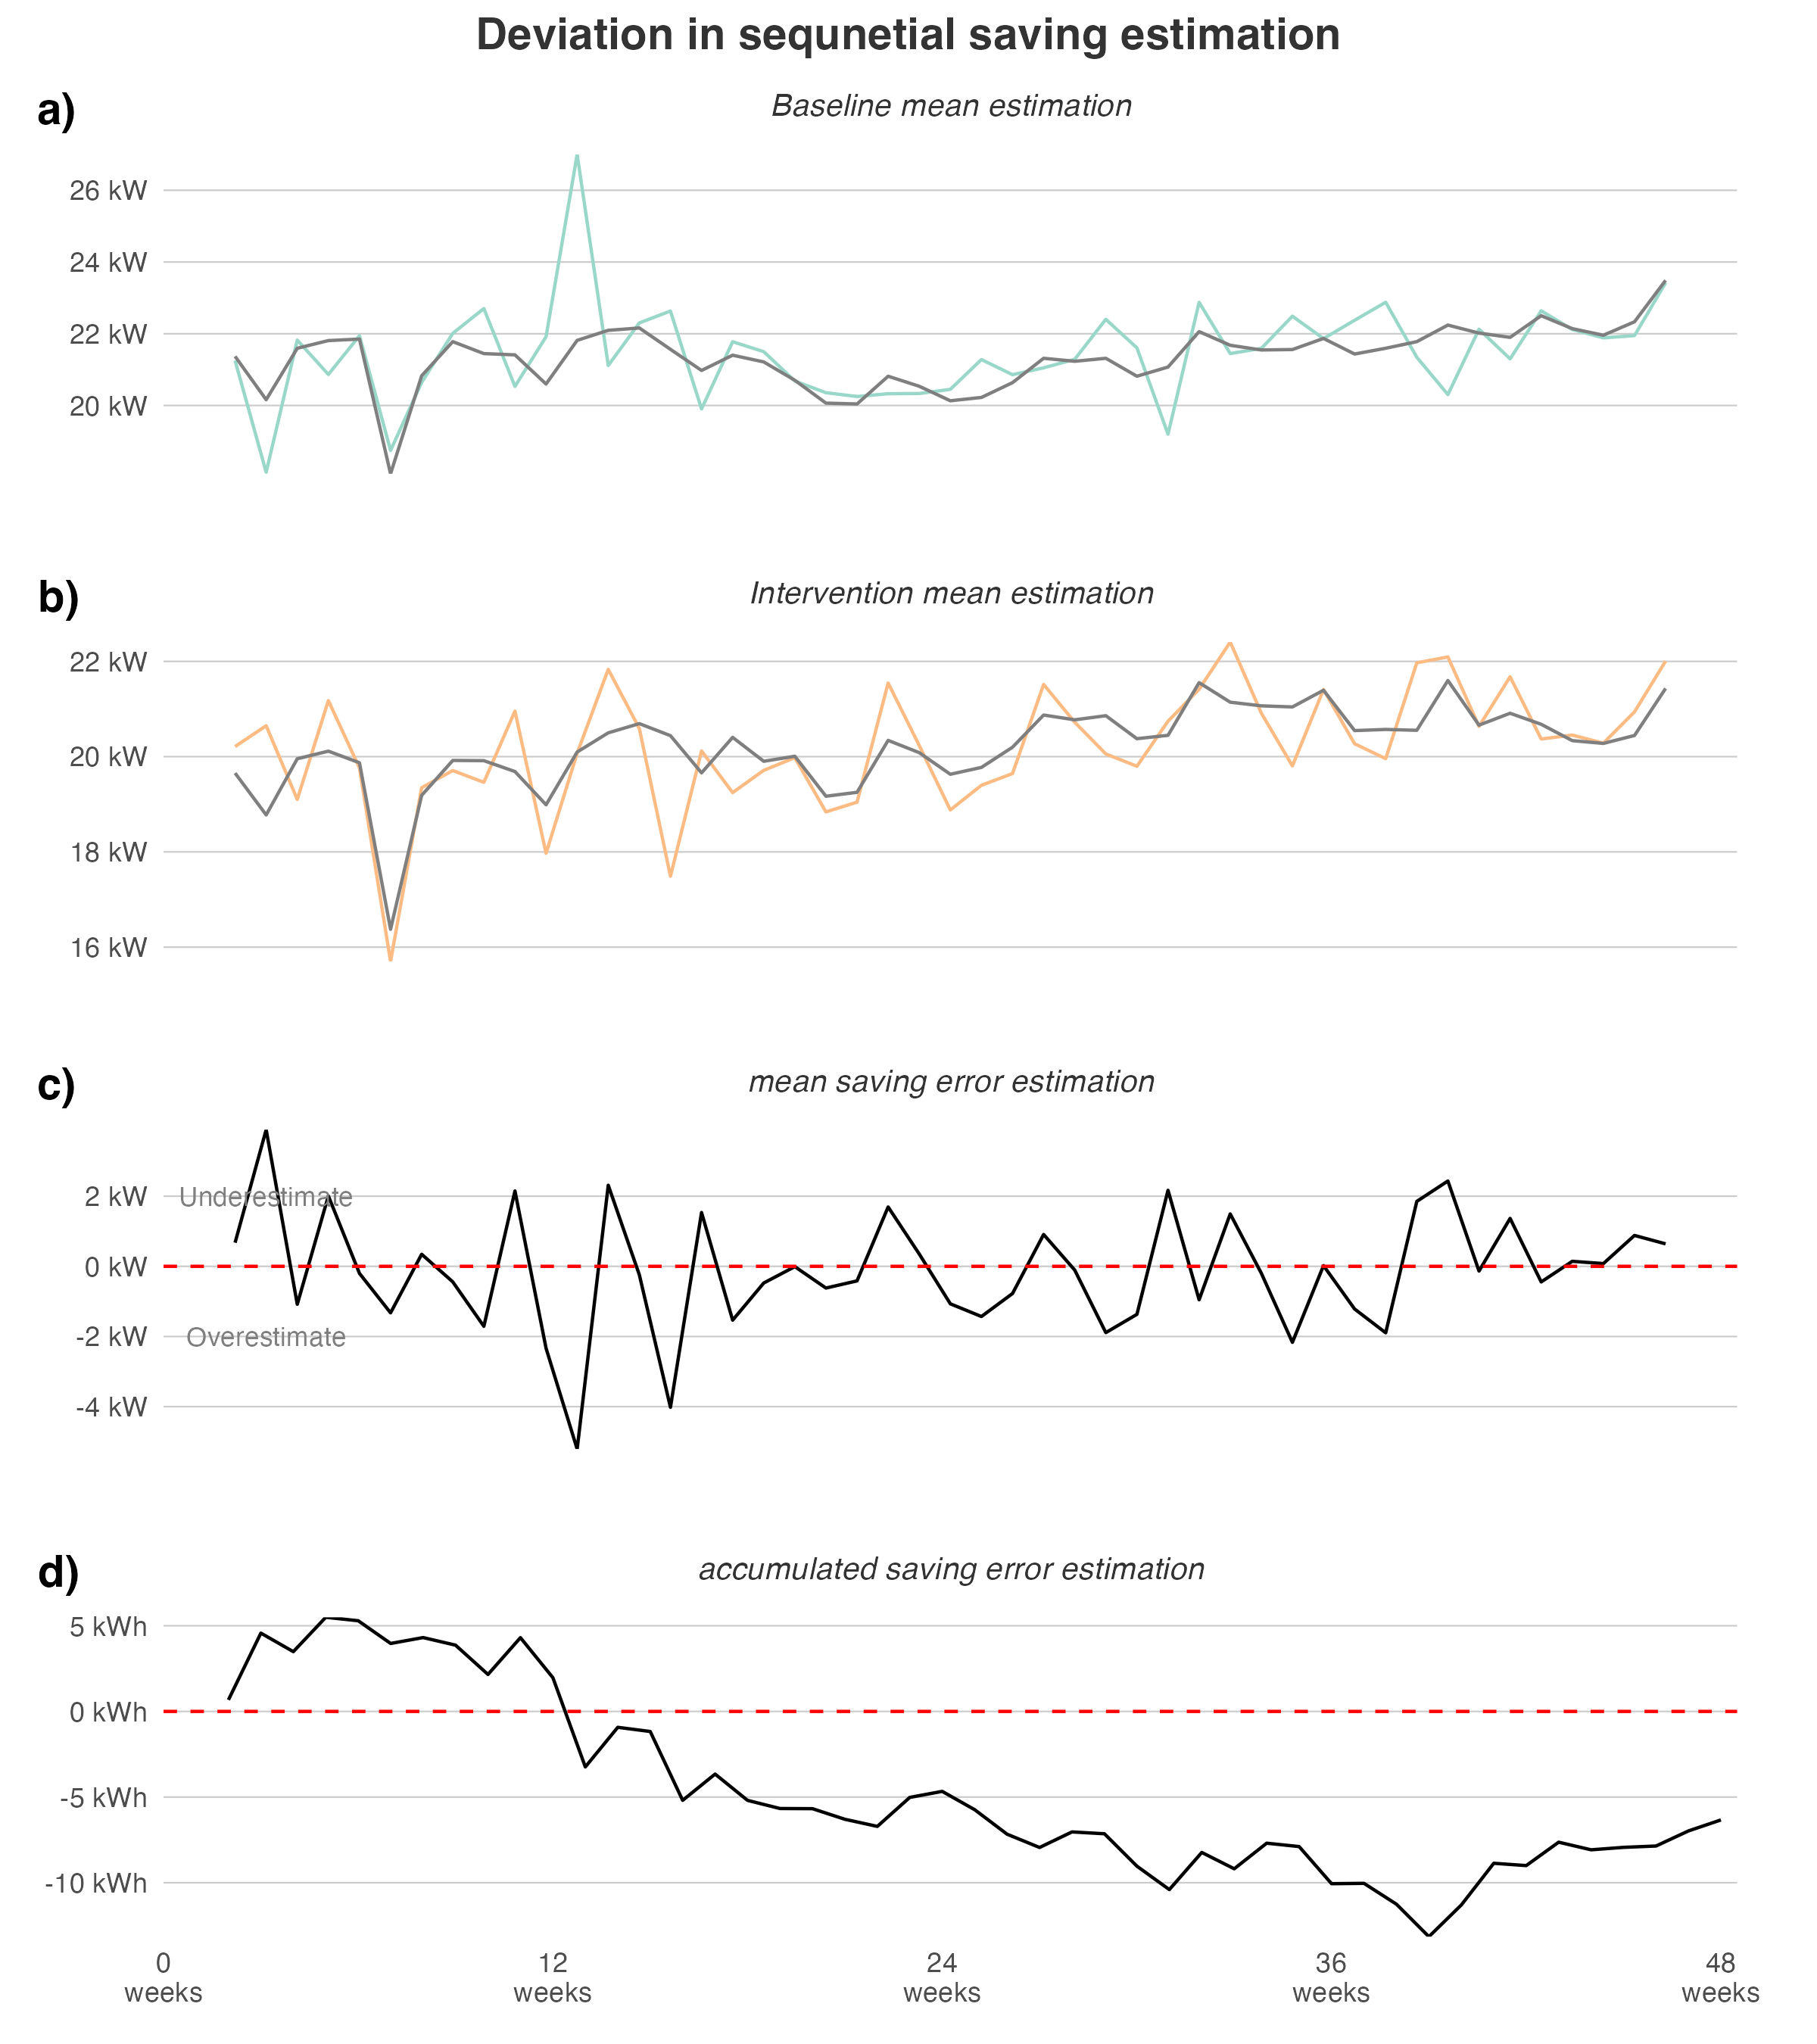 Deviation in sequnetial saving estimation
a)
Baseline mean estimation
26 kW
24 kW
22 kW
20 kW
b)
Intervention mean estimation
22 kW
20 kW
18 kW
16 kW
c)
mean saving error estimation
2 kW
Underestimate
0 kW
-2 kW
Overestimate
-4 kW
d)
accumulated saving error estimation
5 kWh
0 kWh
-5 kWh
-10 kWh
0
weeks
12
weeks
24
weeks
36
weeks
48
weeks